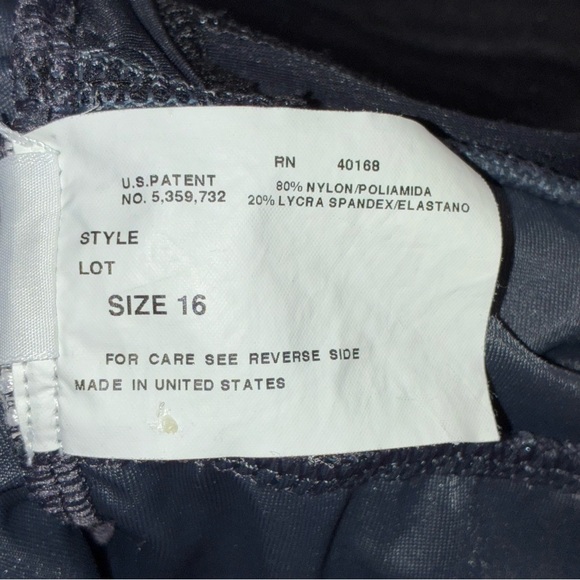 RN 40168
U.S.PATENT
NO. 5,359,732
80% NYLON/POLIAMIDA
20% LYCRA SPANDEX/ELASTANO
STYLE
LOT
SIZE 16
FOR CARE SEE REVERSE SIDE
MADE IN UNITED STATES